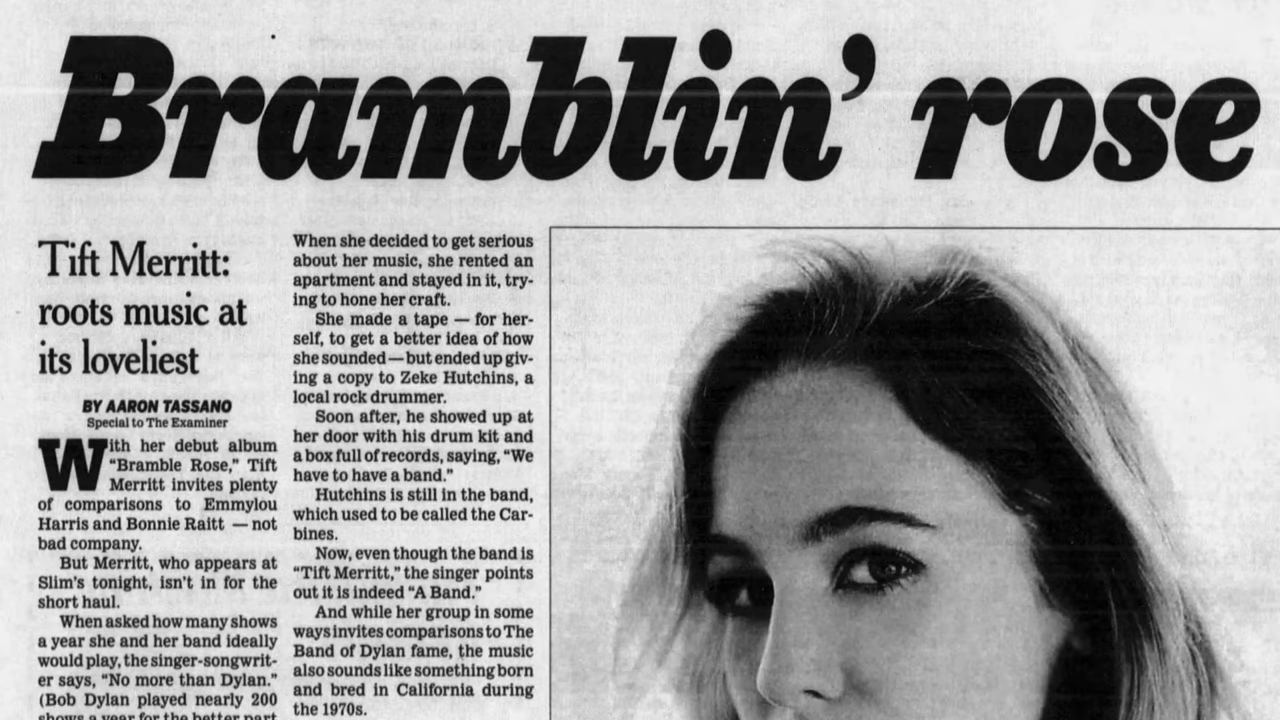 Bramblin' rose
Tift Merritt:
roots music at
its loveliest
BY AARON TASSANO
Special to The Examiner
With her debut album
“Bramble Rose,” Tift
Merritt invites plenty
of comparisons to Emmylou
Harris and Bonnie Raitt — not
bad company.
But Merritt, who appears at
Slim's tonight, isn't in for the
short haul.
When asked how many shows
a year she and her band ideally
would play, the singer-songwrit-
er says, “No more than Dylan.”
(Bob Dylan played nearly 200
shows a year for the better part
When she decided to get serious
about her music, she rented an
apartment and stayed in it, try-
ing to hone her craft.
She made a tape — for her-
self, to get a better idea of how
she sounded — but ended up giv-
ing a copy to Zeke Hutchins, a
local rock drummer.
Soon after, he showed up at
her door with his drum kit and
a box full of records, saying, “We
have to have a band.”
Hutchins is still in the band,
which used to be called the Car-
bines.
Now, even though the band is
“Tift Merritt,” the singer points
out it is indeed “A Band.”
And while her group in some
ways invites comparisons to The
Band of Dylan fame, the music
also sounds like something born
and bred in California during
the 1970s.